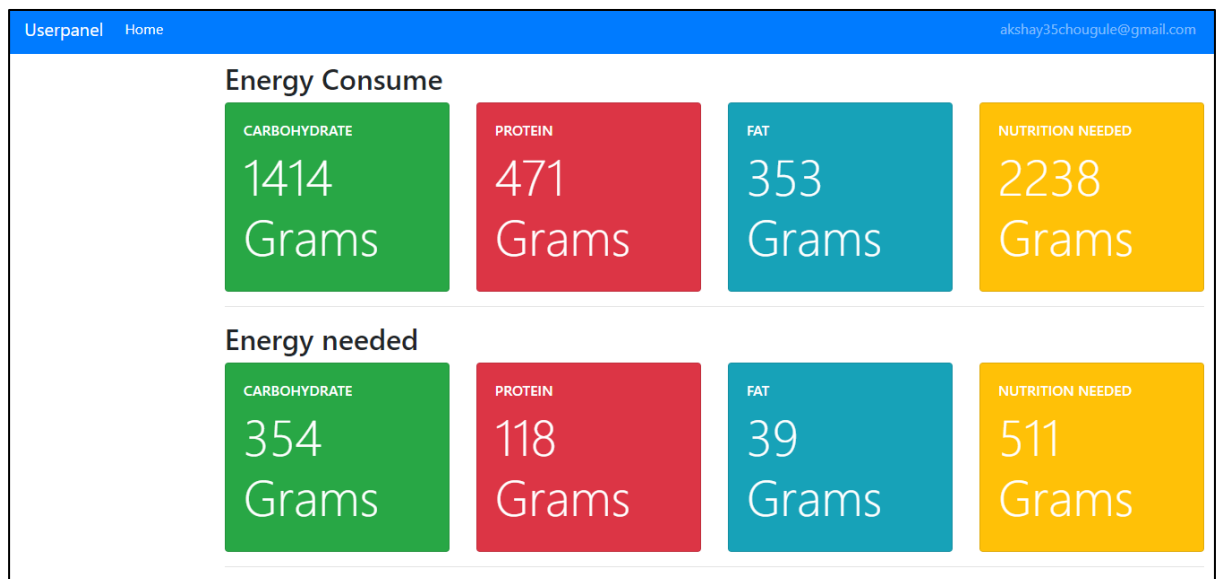 Userpanel Home akshay35chougule@gmail.com
Energy Consume
CARBOHYDRATE
1414
Grams
PROTEIN
471
Grams
FAT
353
Grams
NUTRITION NEEDED
2238
Grams
Energy needed
CARBOHYDRATE
354
Grams
PROTEIN
118
Grams
FAT
39
Grams
NUTRITION NEEDED
511
Grams